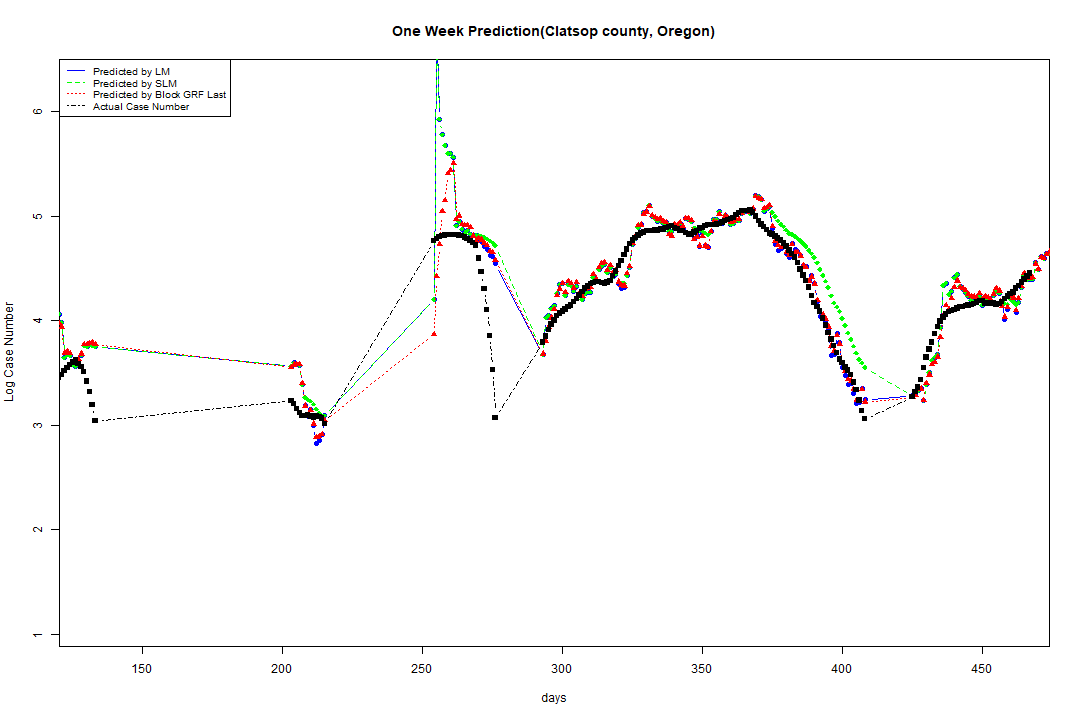 One Week Prediction(Clatsop county, Oregon)
Predicted by LM
Predicted by SLM
Predicted by Block GRF Last
Actual Case Number
Log Case Number
6
5
4
3
2
1
150 200 250 300 350 400 450
days